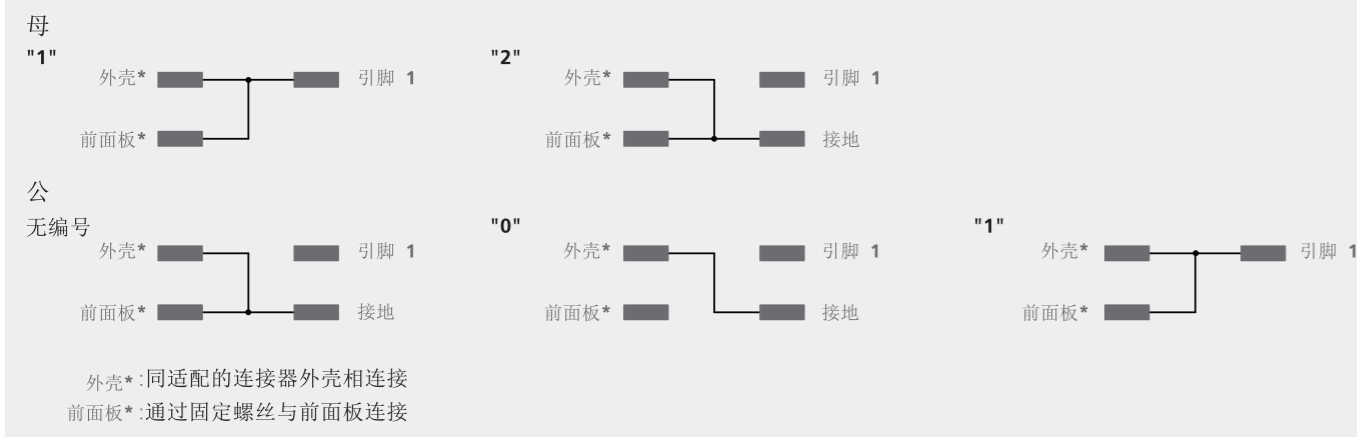 母
"1" "2"
外壳* 引脚 1 外壳* 引脚 1
前面板* 前面板* 接地
公
无编号 "0" "1"
外壳* 引脚 1 外壳* 引脚 1 外壳* 引脚 1
前面板* 接地 前面板* 接地 前面板*
外壳* :同适配的连接器外壳相连接
前面板* :通过固定螺丝与前面板连接